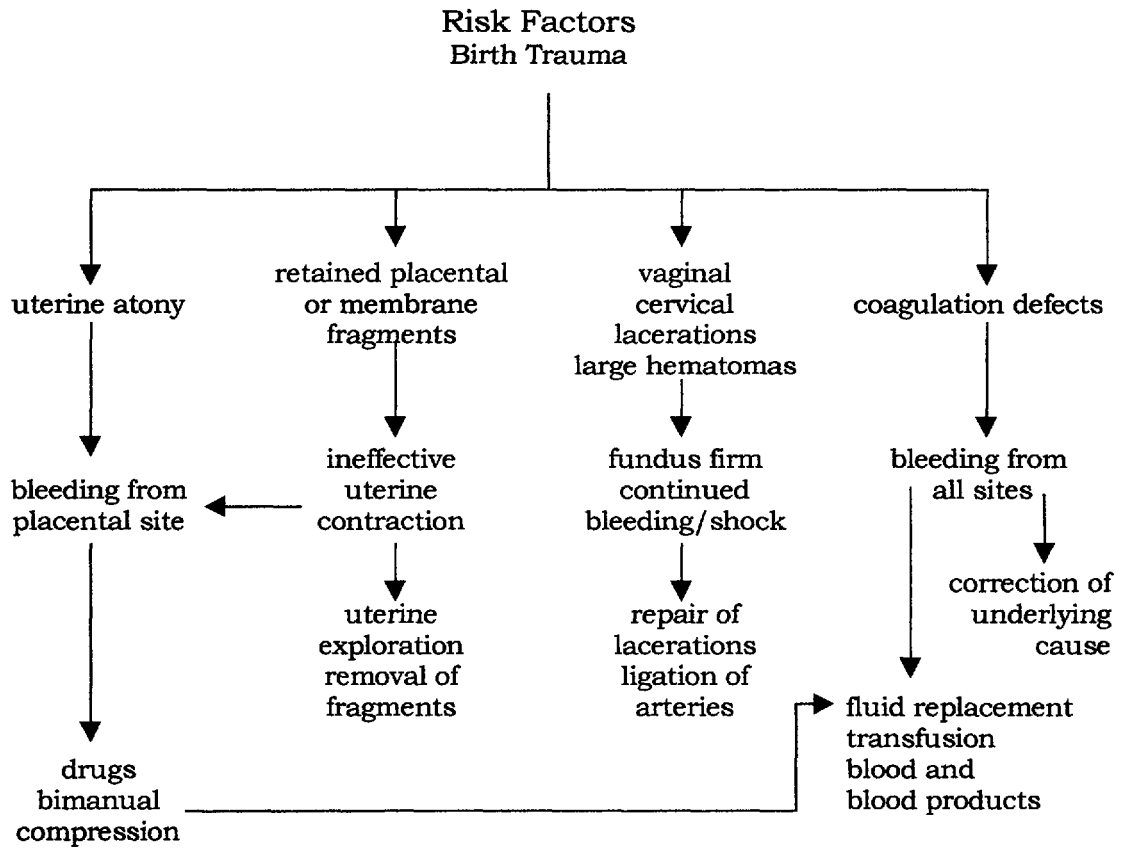 Risk Factors
Birth Trauma
uterine atony
retained placental
or membrane
fragments
vaginal
cervical
lacerations
large hematomas
coagulation defects
bleeding from
placental site
ineffective
uterine
contraction
fundus firm
continued
bleeding/shock
bleeding from
all sites
correction of
underlying
cause
uterine
exploration
removal of
fragments
repair of
lacerations
ligation of
arteries
fluid replacement
transfusion
blood and
blood products
drugs
bimanual
compression